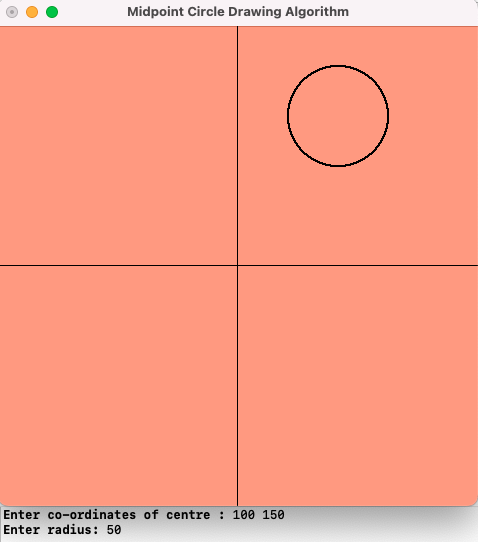 Midpoint Circle Drawing Algorithm
Enter co-ordinates of centre : 100 150
Enter radius: 50